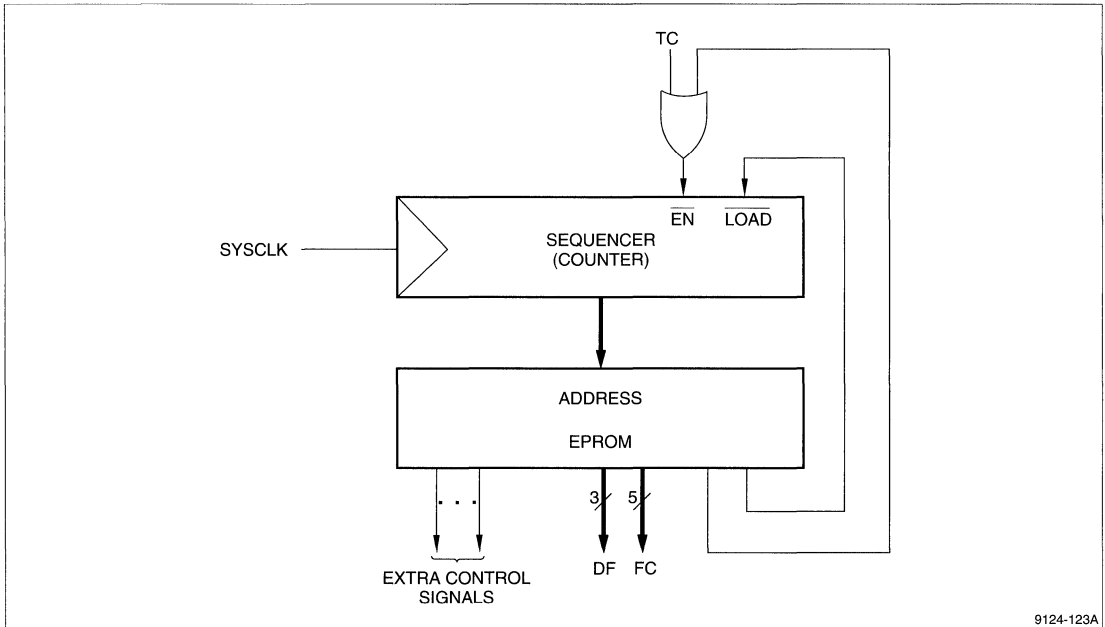 TC
EN LOAD
SYSCLK
SEQUENCER
(COUNTER)
ADDRESS
EPROM
. . .
3 5
EXTRA CONTROL
SIGNALS
DF FC
9124-123A